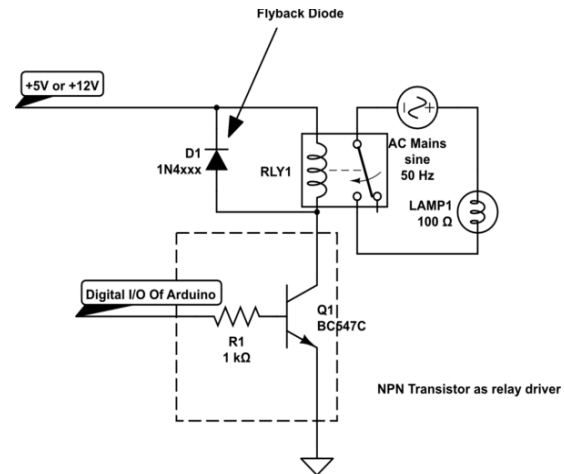 Flyback Diode
+5V or +12V
D1
1N4xxx
RLY1
AC Mains
sine
50 Hz
LAMP1
100 Ω
Digital I/O Of Arduino
R1
1 kΩ
Q1
BC547C
NPN Transistor as relay driver